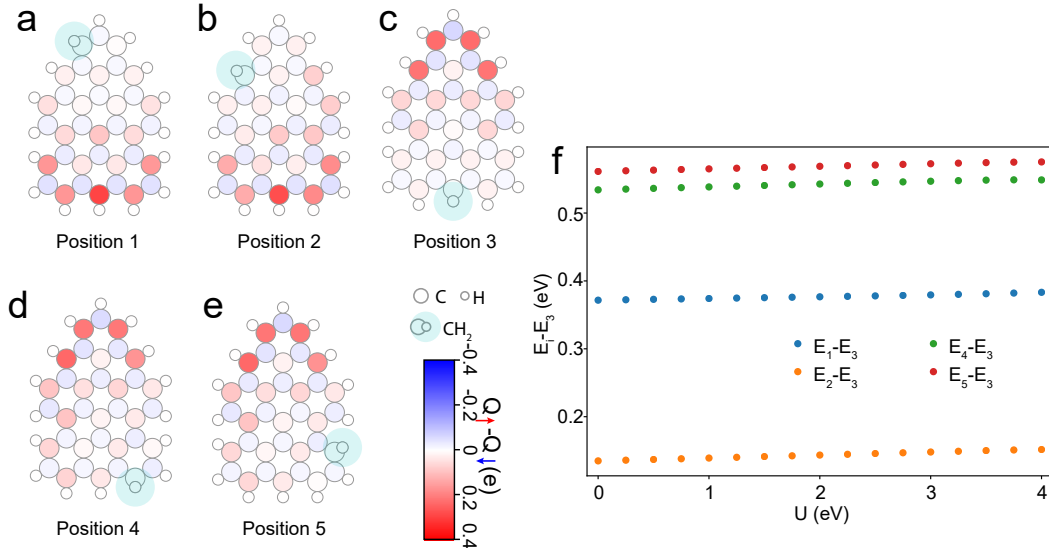 a
b
c
Position 1
Position 2
Position 3
d
e
Position 4
Position 5
C H
CH2
-0.4
-0.2
0
0.2
0.4
Q→-Q←(e)
f
0.5
0.4
0.3
0.2
Ei-E3 (eV)
E1-E3
E2-E3
E4-E3
E5-E3
0 1 2 3 4
U (eV)